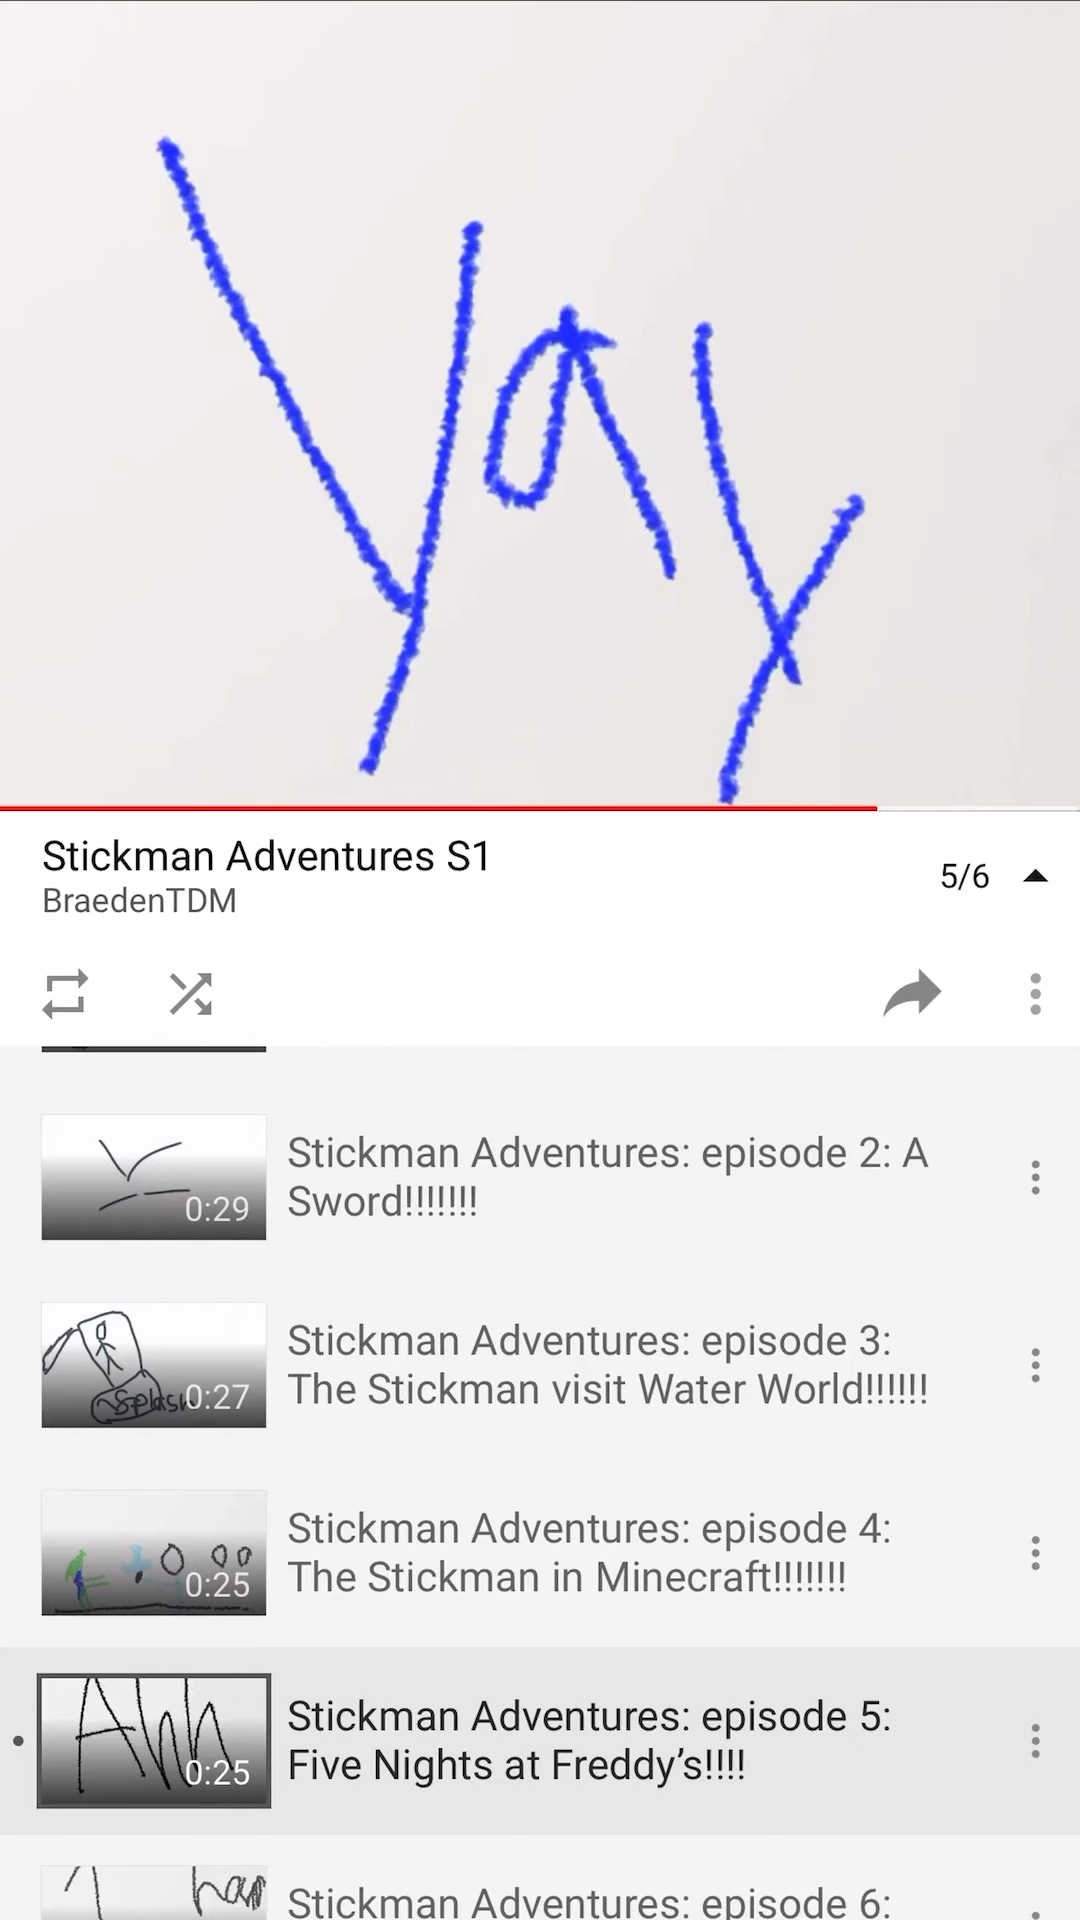 Yay
Stickman Adventures S1
BraedenTDM
5/6
Stickman Adventures: episode 2: A
Sword!!!!!!!
0:29
Stickman Adventures: episode 3:
The Stickman visit Water World!!!!!!
Splash
0:27
Stickman Adventures: episode 4:
The Stickman in Minecraft!!!!!!!
0:25
Ahh
Stickman Adventures: episode 5:
Five Nights at Freddy’s!!!!
0:25
Stickman Adventures: episode 6: